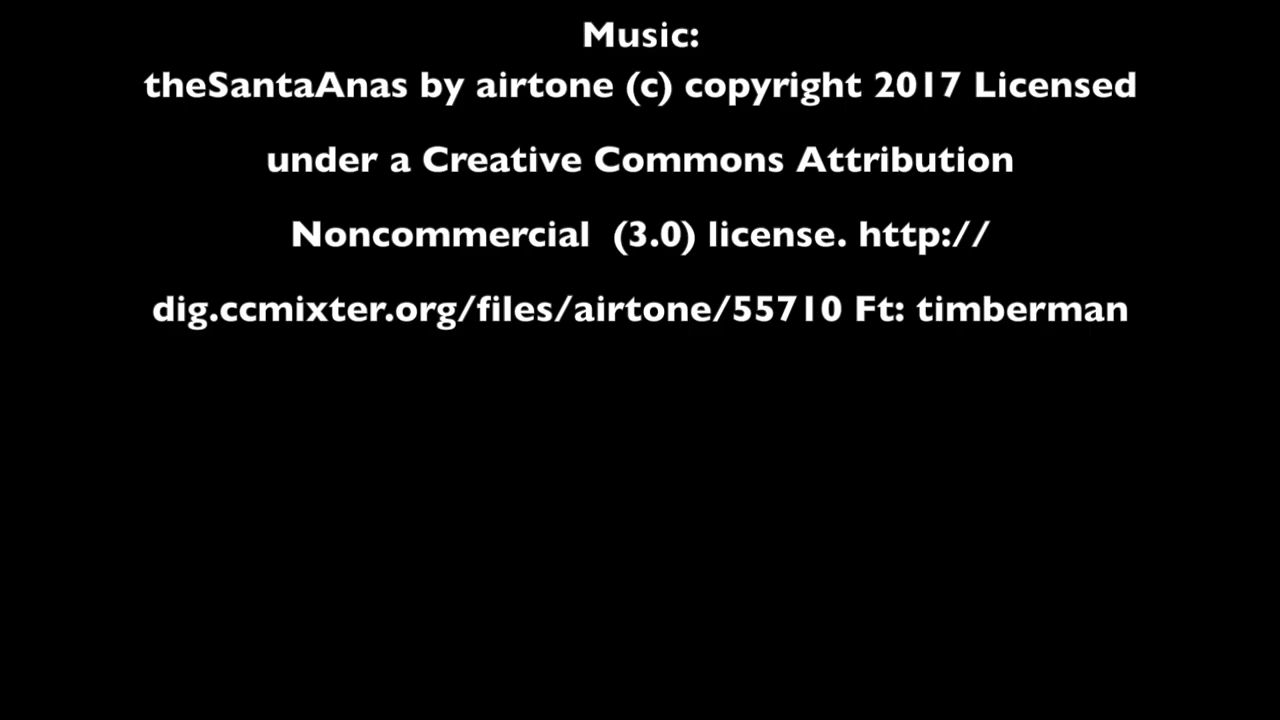 Music:
theSantaAnas by airtone (c) copyright 2017 Licensed
under a Creative Commons Attribution
Noncommercial  (3.0) license. http://
dig.ccmixter.org/files/airtone/55710 Ft: timberman